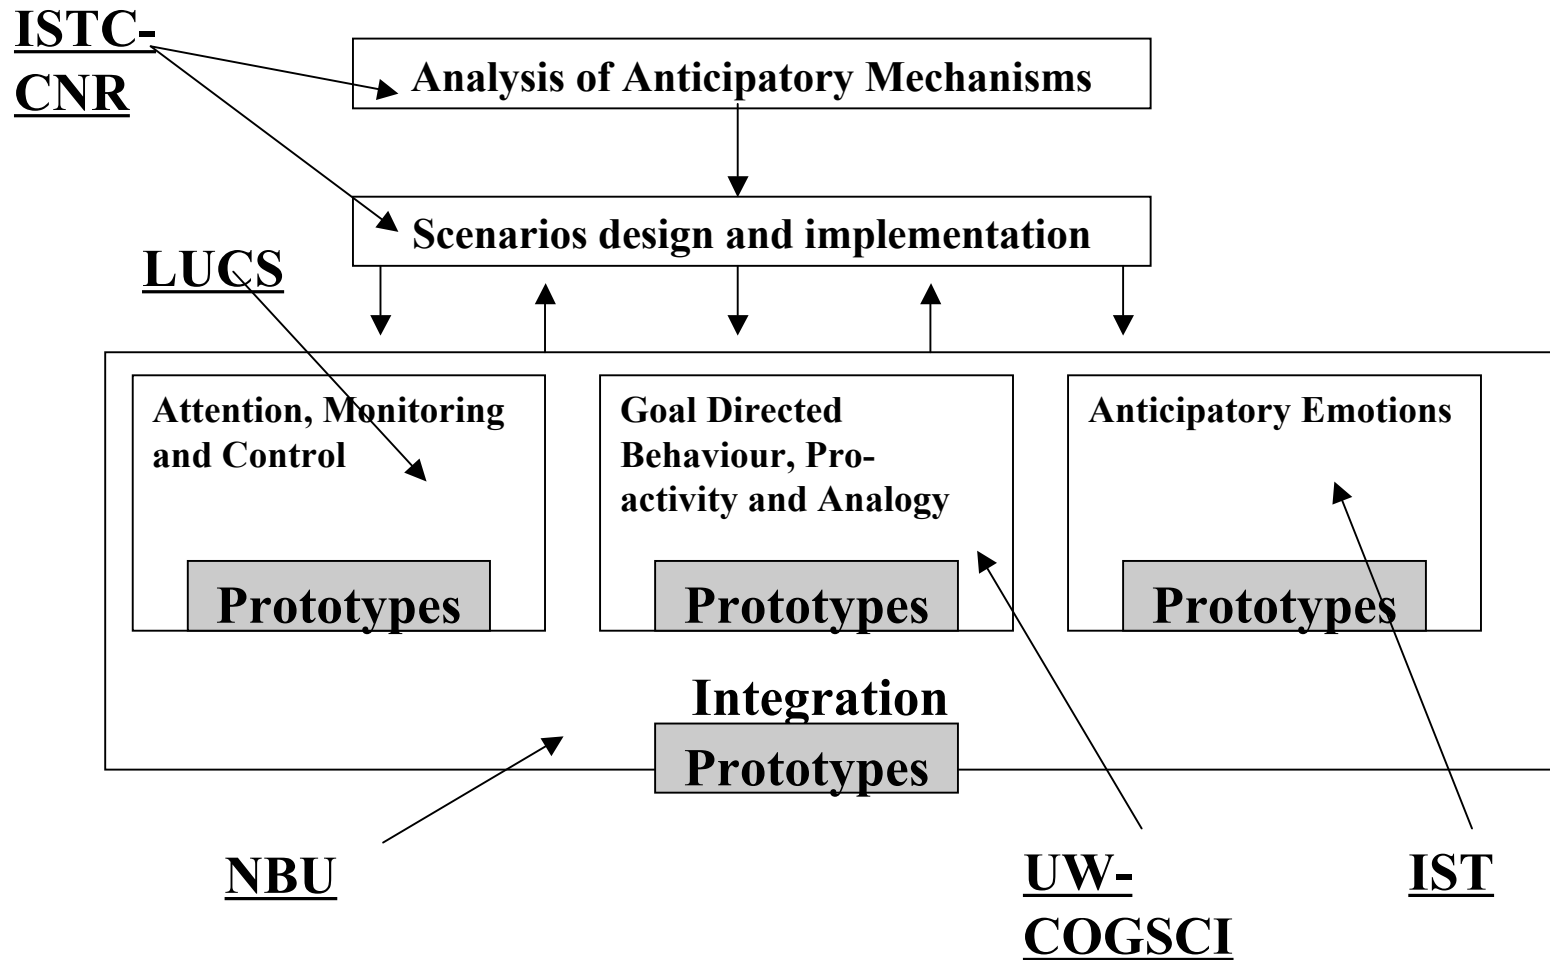 ISTC-
CNR
Analysis of Anticipatory Mechanisms
Scenarios design and implementation
LUCS
Attention, Monitoring
and Control
Goal Directed
Behaviour, Pro-
activity and Analogy
Anticipatory Emotions
Prototypes
Prototypes
Prototypes
Integration
Prototypes
NBU
UW-
COGSCI
IST